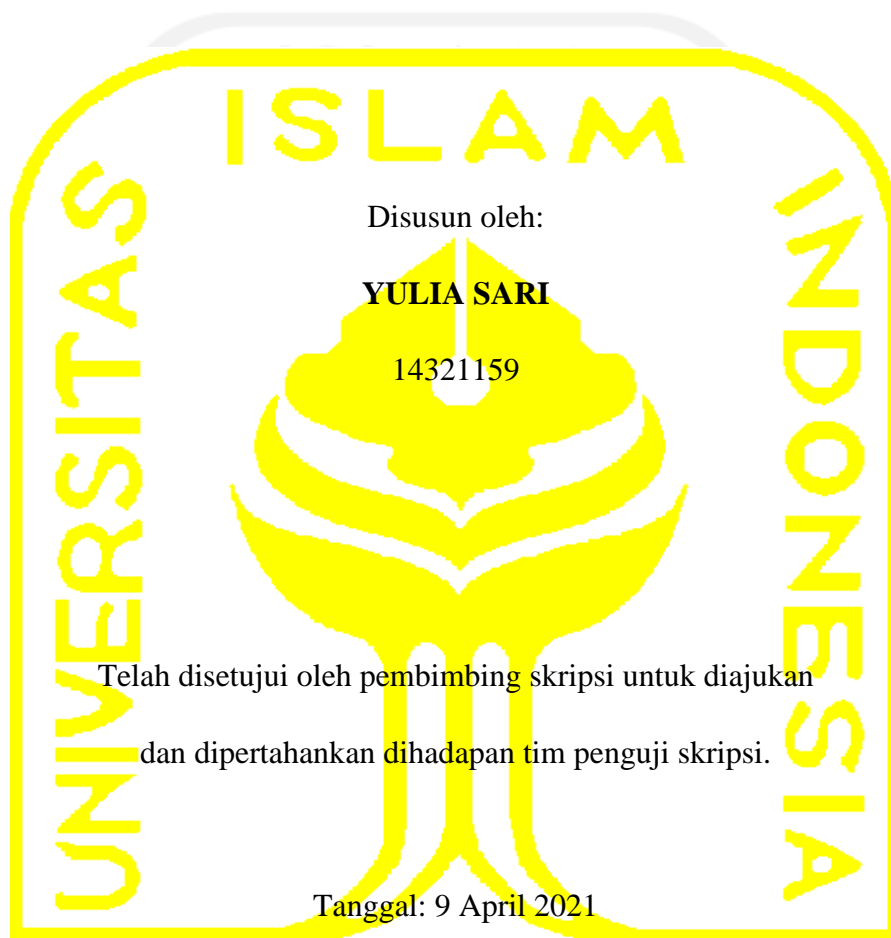 ISLAM
UNIVERSITAS
INDONESIA
Disusun oleh:
YULIA SARI
14321159
Telah disetujui oleh pembimbing skripsi untuk diajukan
dan dipertahankan dihadapan tim penguji skripsi.
Tanggal: 9 April 2021